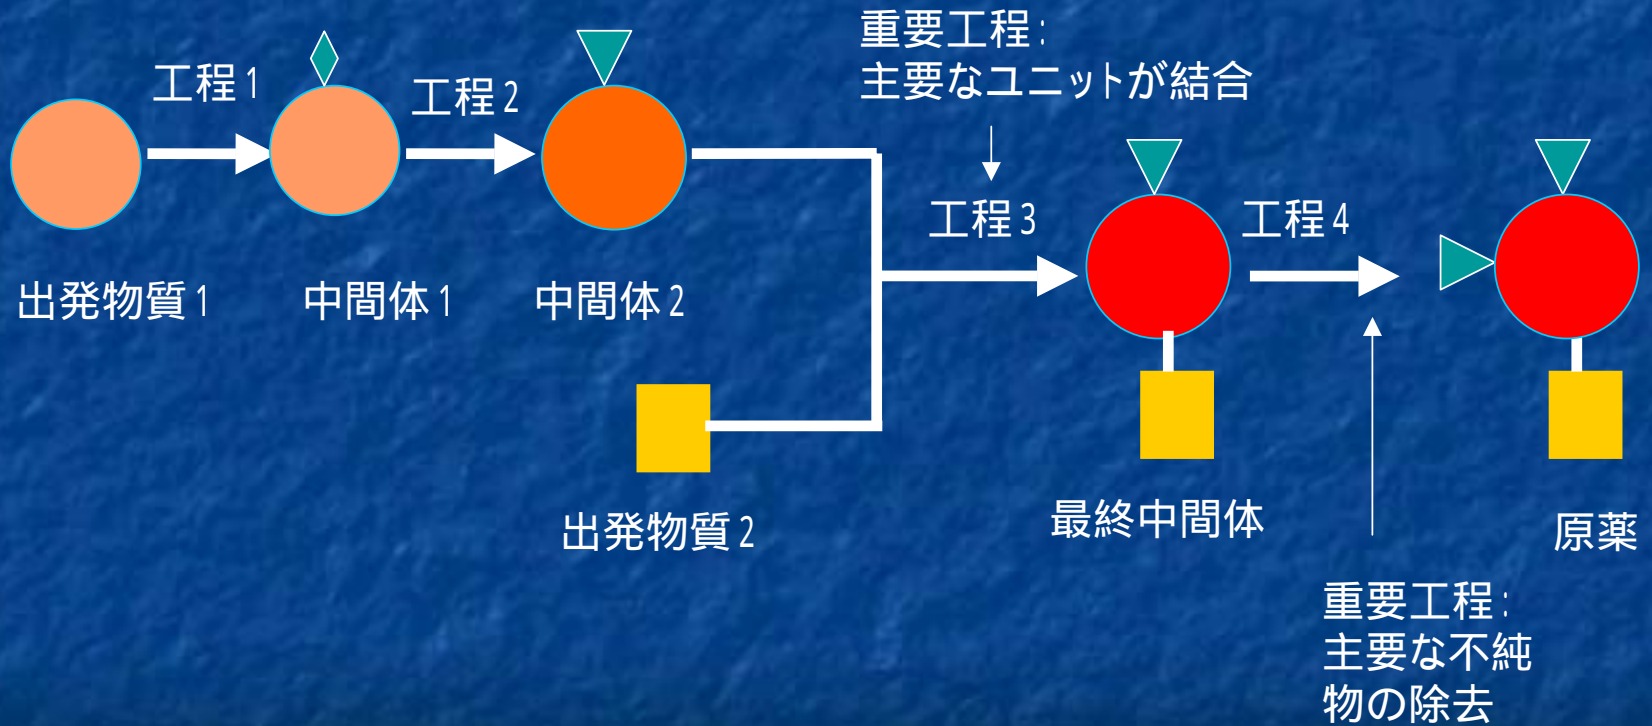 重要工程:
主要なユニットが結合
工程1
工程2
工程3
工程4
出発物質1
中間体1
中間体2
出発物質2
最終中間体
原薬
重要工程:
主要な不純
物の除去